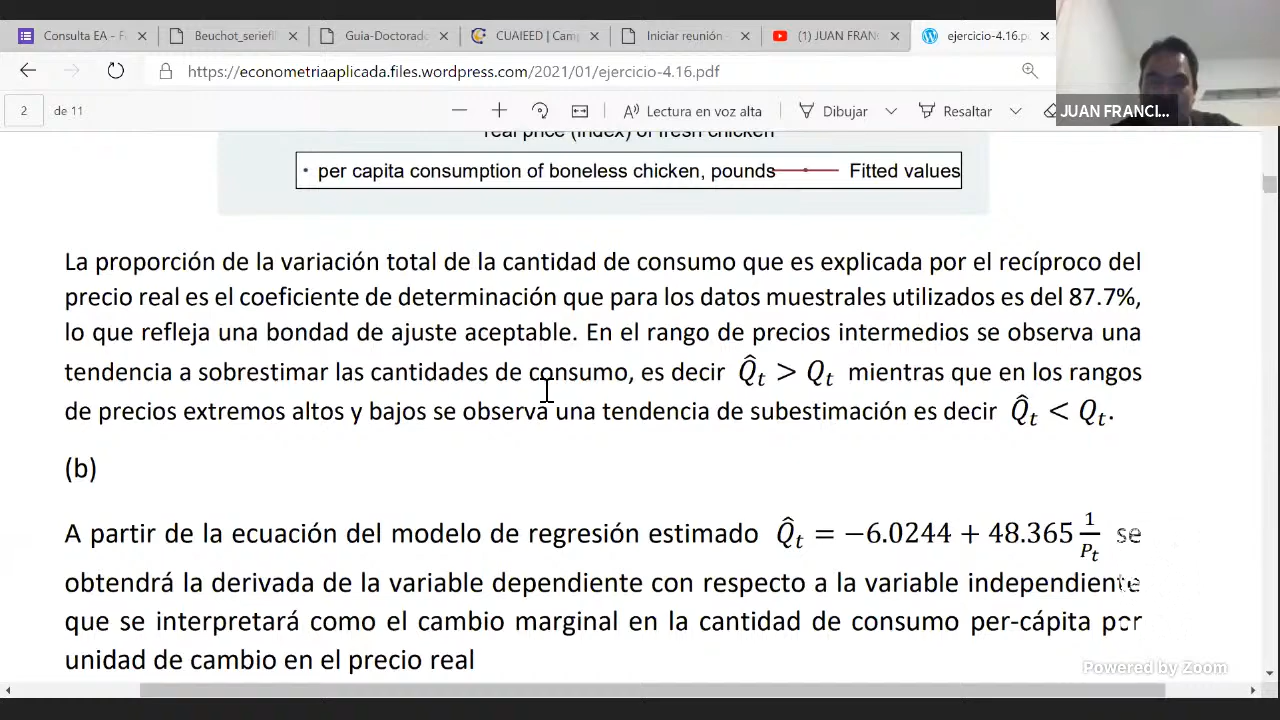 Consulta EA - F
Beuchot_seriefil
Guia-Doctorado
CUAIEED | Cam
Iniciar reunión
(1) JUAN FRANC
ejercicio-4.16.p
https://econometriaaplicada.files.wordpress.com/2021/01/ejercicio-4.16.pdf
2 de 11
Lectura en voz alta
Dibujar
Resaltar
JUAN FRANCI...
real price (index) of fresh chicken
per capita consumption of boneless chicken, pounds
Fitted values
La proporción de la variación total de la cantidad de consumo que es explicada por el recíproco del
precio real es el coeficiente de determinación que para los datos muestrales utilizados es del 87.7%,
lo que refleja una bondad de ajuste aceptable. En el rango de precios intermedios se observa una
tendencia a sobrestimar las cantidades de consumo, es decir Q̂t > Qt mientras que en los rangos
de precios extremos altos y bajos se observa una tendencia de subestimación es decir Q̂t < Qt.
(b)
A partir de la ecuación del modelo de regresión estimado Q̂t = −6.0244 + 48.365 1/Pt se
obtendrá la derivada de la variable dependiente con respecto a la variable independiente
que se interpretará como el cambio marginal en la cantidad de consumo per-cápita por
unidad de cambio en el precio real
Powered by Zoom